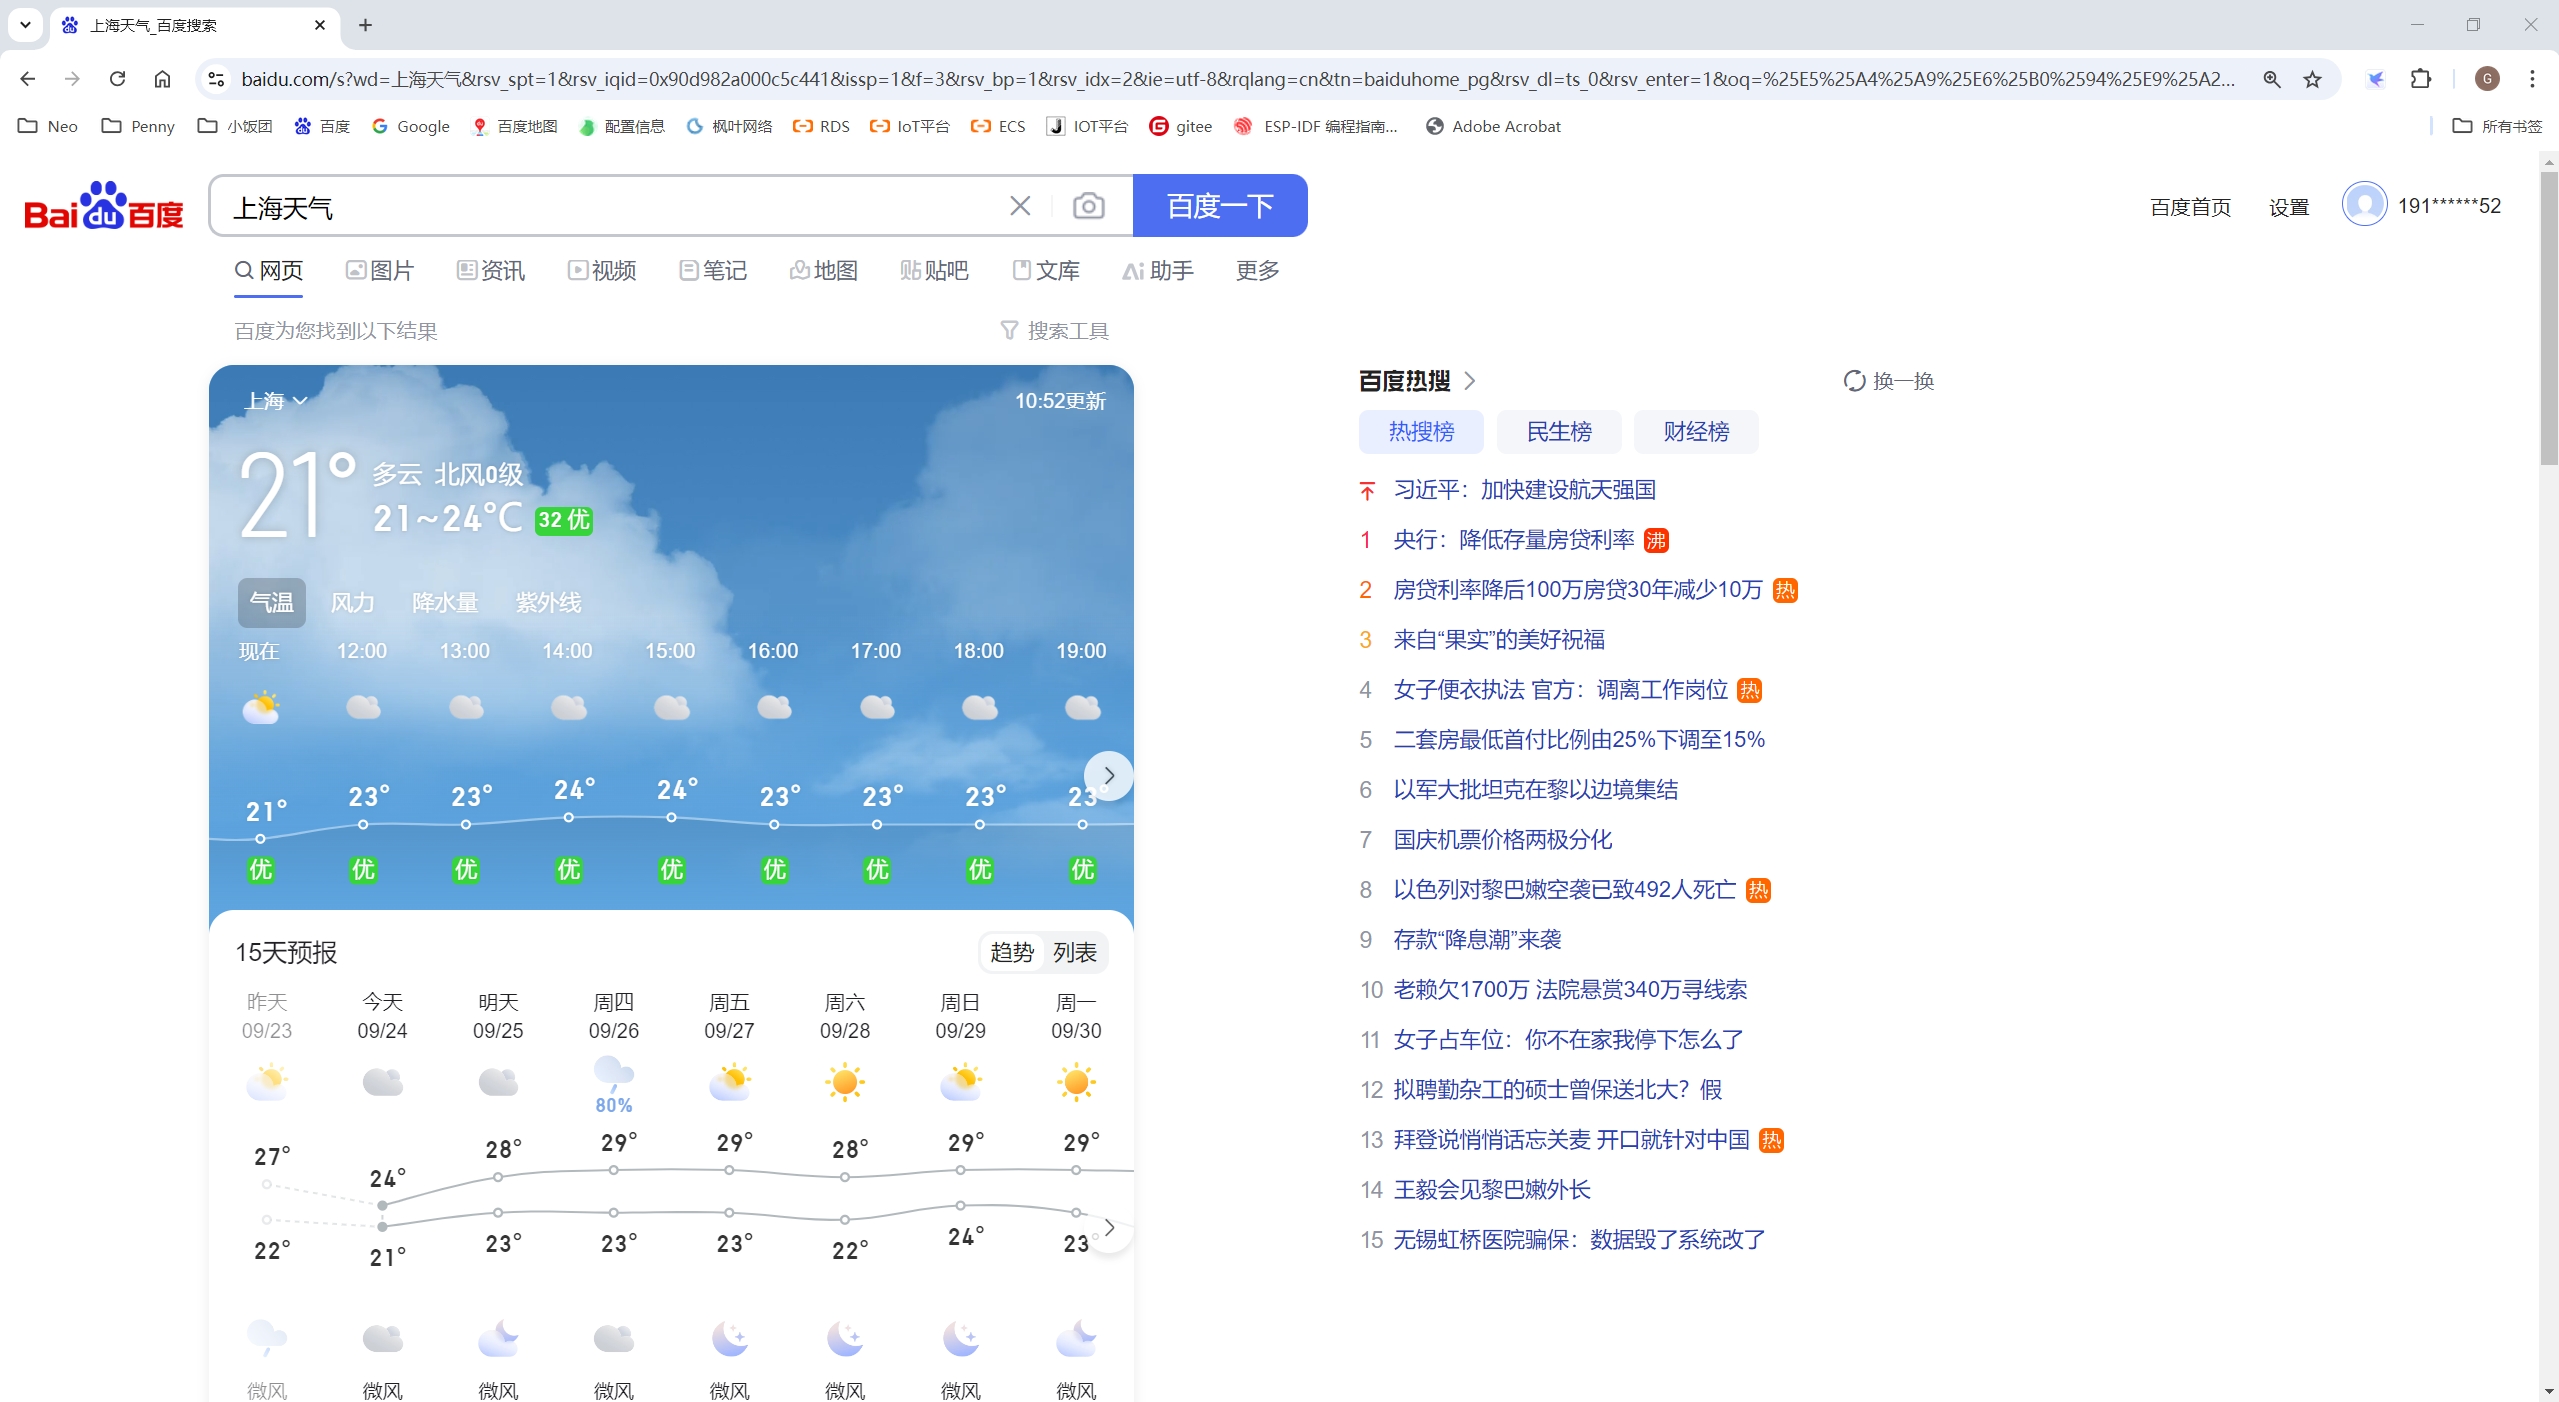 上海天气_百度搜索
baidu.com/s?wd=上海天气&rsv_spt=1&rsv_iqid=0x90d982a000c5c441&issp=1&f=3&rsv_bp=1&rsv_idx=2&ie=utf-8&rqlang=cn&tn=baiduhome_pg&rsv_dl=ts_0&rsv_enter=1&oq=%25E5%25A4%25A9%25E6%25B0%2594%25E9%25A2...
G
Neo Penny 小饭团 百度 Google 百度地图 配置信息 枫叶网络 RDS IoT平台 ECS IOT平台 gitee ESP-IDF 编程指南... Adobe Acrobat 所有书签
Bai du 百度 上海天气 百度一下 百度首页 设置 191******52
网页 图片 资讯 视频 笔记 地图 贴吧 文库 Ai 助手 更多
百度为您找到以下结果 搜索工具
上海 10:52更新
21° 多云 北风0级
21~24℃ 32 优
气温 风力 降水量 紫外线
现在 12:00 13:00 14:00 15:00 16:00 17:00 18:00 19:00
21° 23° 23° 24° 24° 23° 23° 23° 23°
优 优 优 优 优 优 优 优 优
15天预报 趋势 列表
昨天 今天 明天 周四 周五 周六 周日 周一
09/23 09/24 09/25 09/26 09/27 09/28 09/29 09/30
80%
27° 24° 28° 29° 29° 28° 29° 29°
22° 21° 23° 23° 23° 22° 24° 23°
微风 微风 微风 微风 微风 微风 微风 微风
百度热搜 换一换
热搜榜 民生榜 财经榜
习近平：加快建设航天强国
1 央行：降低存量房贷利率 沸
2 房贷利率降后100万房贷30年减少10万 热
3 来自“果实”的美好祝福
4 女子便衣执法 官方：调离工作岗位 热
5 二套房最低首付比例由25%下调至15%
6 以军大批坦克在黎以边境集结
7 国庆机票价格两极分化
8 以色列对黎巴嫩空袭已致492人死亡 热
9 存款“降息潮”来袭
10 老赖欠1700万 法院悬赏340万寻线索
11 女子占车位：你不在家我停下怎么了
12 拟聘勤杂工的硕士曾保送北大？假
13 拜登说悄悄话忘关麦 开口就针对中国 热
14 王毅会见黎巴嫩外长
15 无锡虹桥医院骗保：数据毁了系统改了